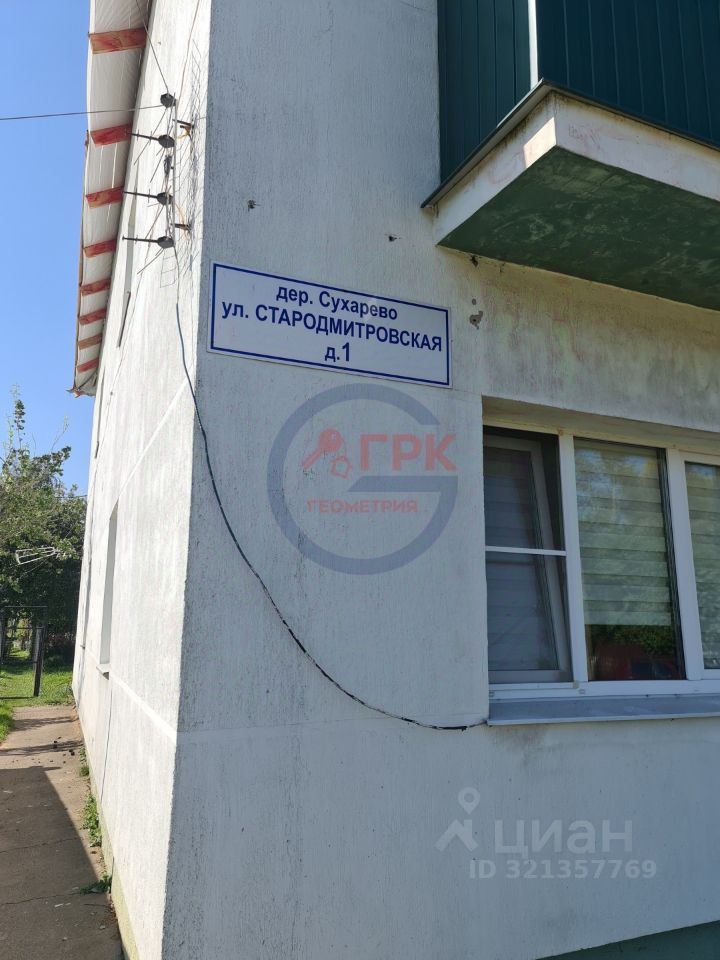 дер. Сухарево
ул. СТАРОДМИТРОВСКАЯ
д.1
ГРК
ГЕОМЕТРИЯ
циан
ID 321357769